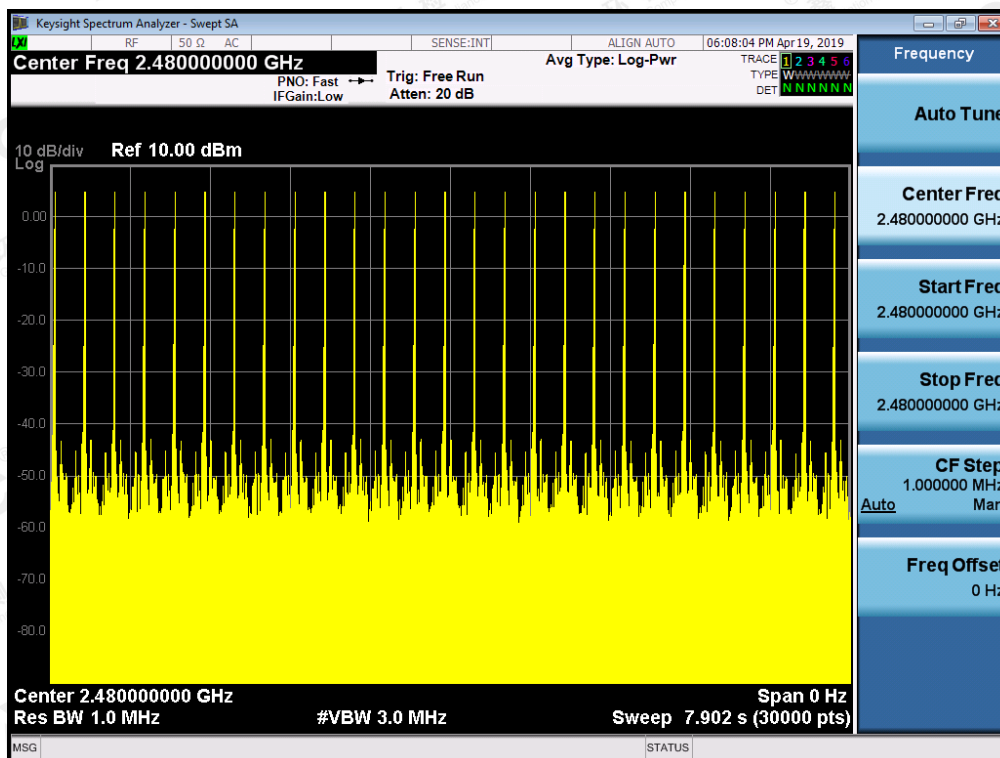 Keysight Spectrum Analyzer - Swept SA
LXI RF 50 Ω AC SENSE:INT ALIGN AUTO 06:08:04 PM Apr 19, 2019
Center Freq 2.480000000 GHz
PNO: Fast
IFGain:Low
Trig: Free Run
Atten: 20 dB
Avg Type: Log-Pwr
TRACE 1 2 3 4 5 6
TYPE WWWWWW
DET N N N N N N
Frequency
Auto Tune
Center Freq
2.480000000 GHz
Start Freq
2.480000000 GHz
Stop Freq
2.480000000 GHz
CF Step
1.000000 MHz
Auto Man
Freq Offset
0 Hz
10 dB/div Ref 10.00 dBm
Log
0.00
-10.0
-20.0
-30.0
-40.0
-50.0
-60.0
-70.0
-80.0
Center 2.480000000 GHz Span 0 Hz
Res BW 1.0 MHz #VBW 3.0 MHz Sweep 7.902 s (30000 pts)
MSG STATUS